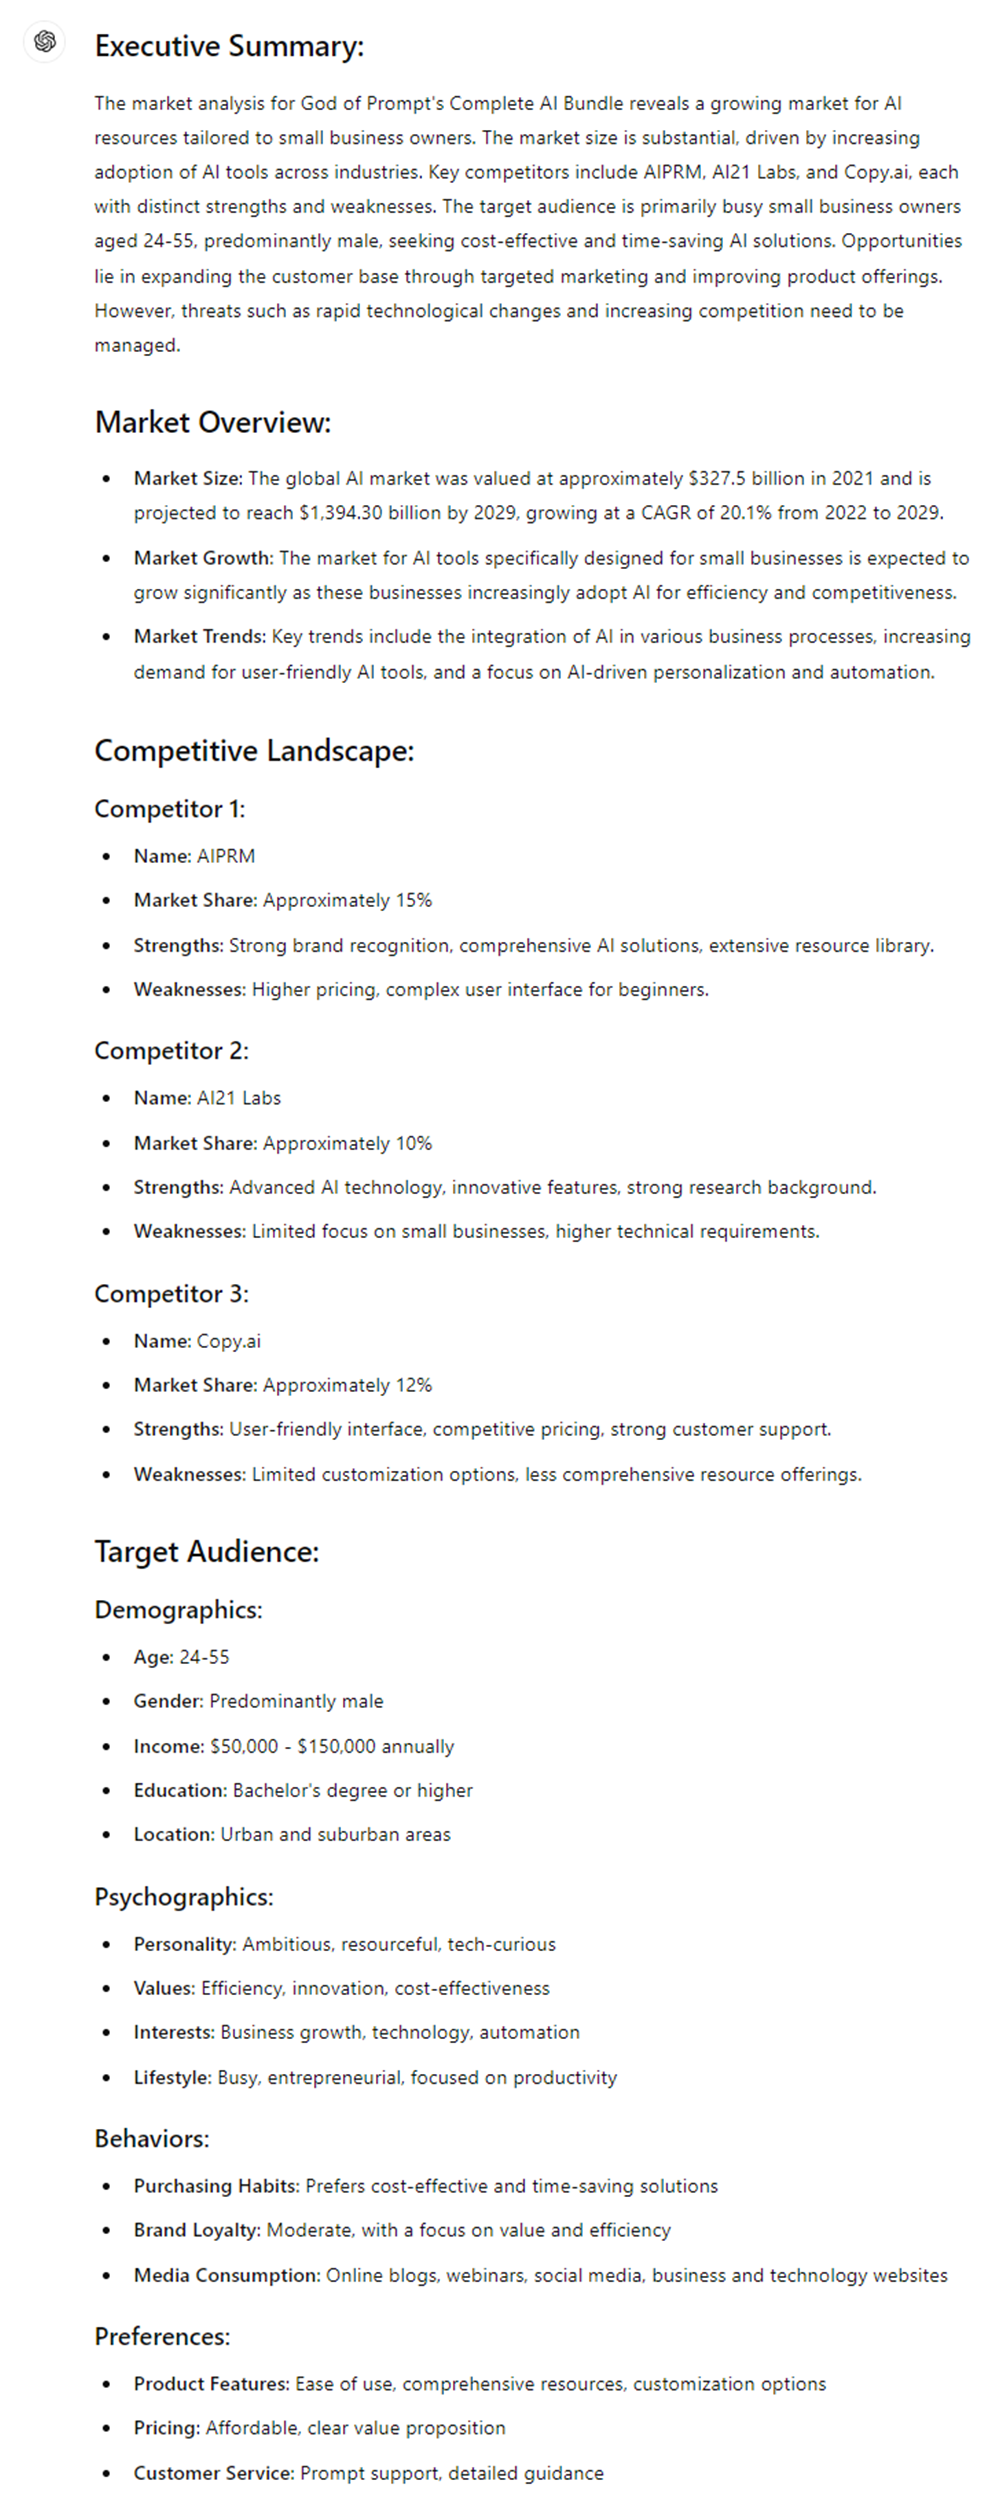 Executive Summary:
The market analysis for God of Prompt's Complete AI Bundle reveals a growing market for AI
resources tailored to small business owners. The market size is substantial, driven by increasing
adoption of AI tools across industries. Key competitors include AIPRM, AI21 Labs, and Copy.ai, each
with distinct strengths and weaknesses. The target audience is primarily busy small business owners
aged 24-55, predominantly male, seeking cost-effective and time-saving AI solutions. Opportunities
lie in expanding the customer base through targeted marketing and improving product offerings.
However, threats such as rapid technological changes and increasing competition need to be
managed.
Market Overview:
• Market Size: The global AI market was valued at approximately $327.5 billion in 2021 and is
projected to reach $1,394.30 billion by 2029, growing at a CAGR of 20.1% from 2022 to 2029.
• Market Growth: The market for AI tools specifically designed for small businesses is expected to
grow significantly as these businesses increasingly adopt AI for efficiency and competitiveness.
• Market Trends: Key trends include the integration of AI in various business processes, increasing
demand for user-friendly AI tools, and a focus on AI-driven personalization and automation.
Competitive Landscape:
Competitor 1:
• Name: AIPRM
• Market Share: Approximately 15%
• Strengths: Strong brand recognition, comprehensive AI solutions, extensive resource library.
• Weaknesses: Higher pricing, complex user interface for beginners.
Competitor 2:
• Name: AI21 Labs
• Market Share: Approximately 10%
• Strengths: Advanced AI technology, innovative features, strong research background.
• Weaknesses: Limited focus on small businesses, higher technical requirements.
Competitor 3:
• Name: Copy.ai
• Market Share: Approximately 12%
• Strengths: User-friendly interface, competitive pricing, strong customer support.
• Weaknesses: Limited customization options, less comprehensive resource offerings.
Target Audience:
Demographics:
• Age: 24-55
• Gender: Predominantly male
• Income: $50,000 - $150,000 annually
• Education: Bachelor's degree or higher
• Location: Urban and suburban areas
Psychographics:
• Personality: Ambitious, resourceful, tech-curious
• Values: Efficiency, innovation, cost-effectiveness
• Interests: Business growth, technology, automation
• Lifestyle: Busy, entrepreneurial, focused on productivity
Behaviors:
• Purchasing Habits: Prefers cost-effective and time-saving solutions
• Brand Loyalty: Moderate, with a focus on value and efficiency
• Media Consumption: Online blogs, webinars, social media, business and technology websites
Preferences:
• Product Features: Ease of use, comprehensive resources, customization options
• Pricing: Affordable, clear value proposition
• Customer Service: Prompt support, detailed guidance